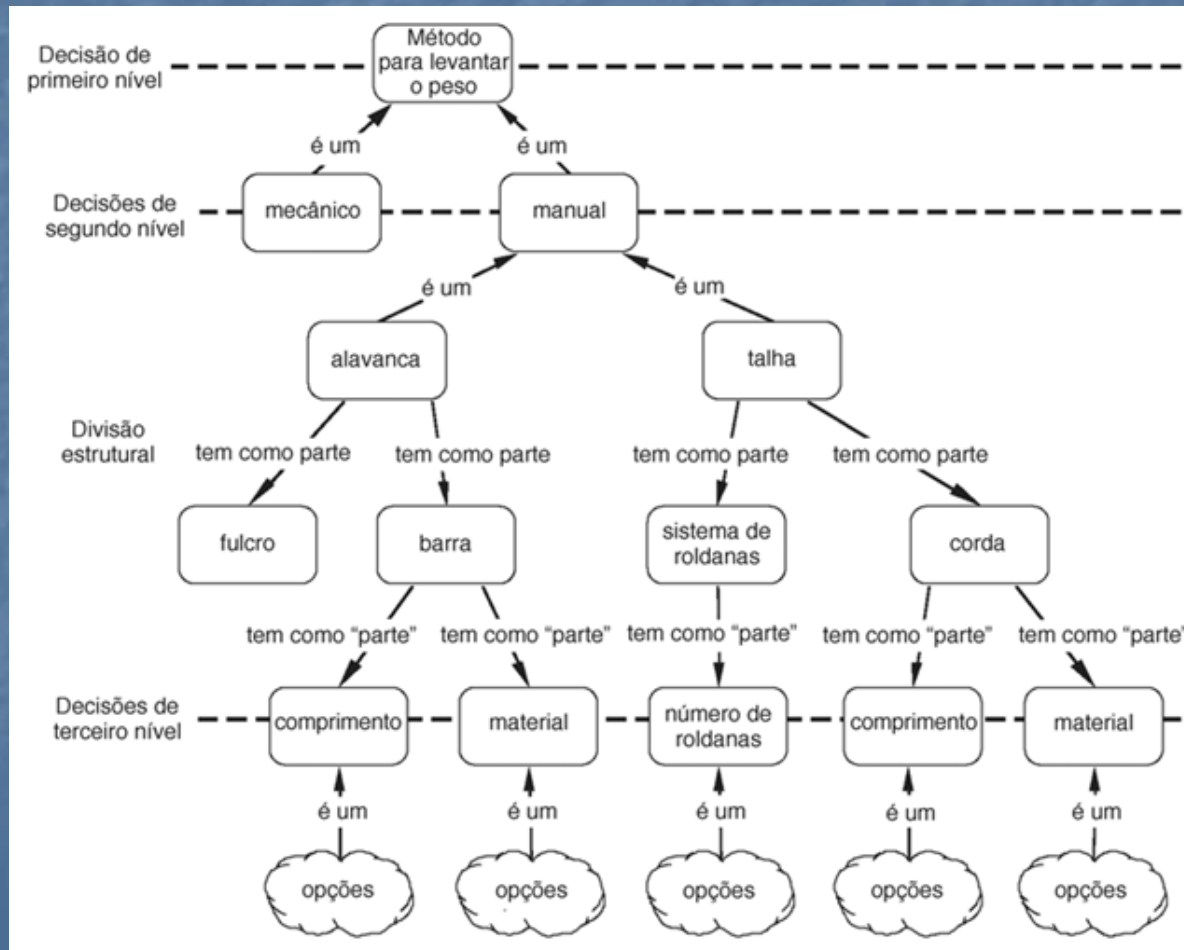 Decisão de
primeiro nível
Método
para levantar
o peso
é um
é um
Decisões de
segundo nível
mecânico
manual
é um
é um
alavanca
talha
Divisão
estrutural
tem como parte
tem como parte
tem como parte
tem como parte
fulcro
barra
sistema de
roldanas
corda
tem como “parte”
tem como “parte”
tem como “parte”
tem como “parte”
tem como “parte”
Decisões de
terceiro nível
comprimento
material
número de
roldanas
comprimento
material
é um
é um
é um
é um
é um
opções
opções
opções
opções
opções